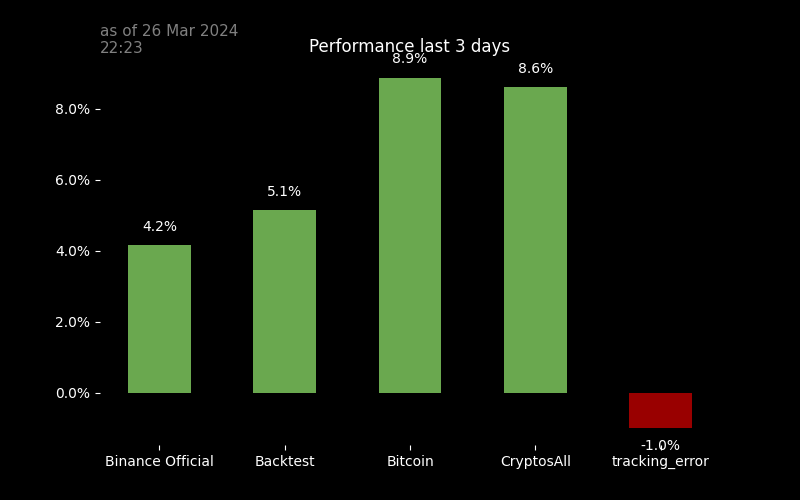 as of 26 Mar 2024
22:23
Performance last 3 days
8.9%
8.6%
8.0%
6.0%
5.1%
4.2%
4.0%
2.0%
0.0%
-1.0%
Binance Official
Backtest
Bitcoin
CryptosAll
tracking_error